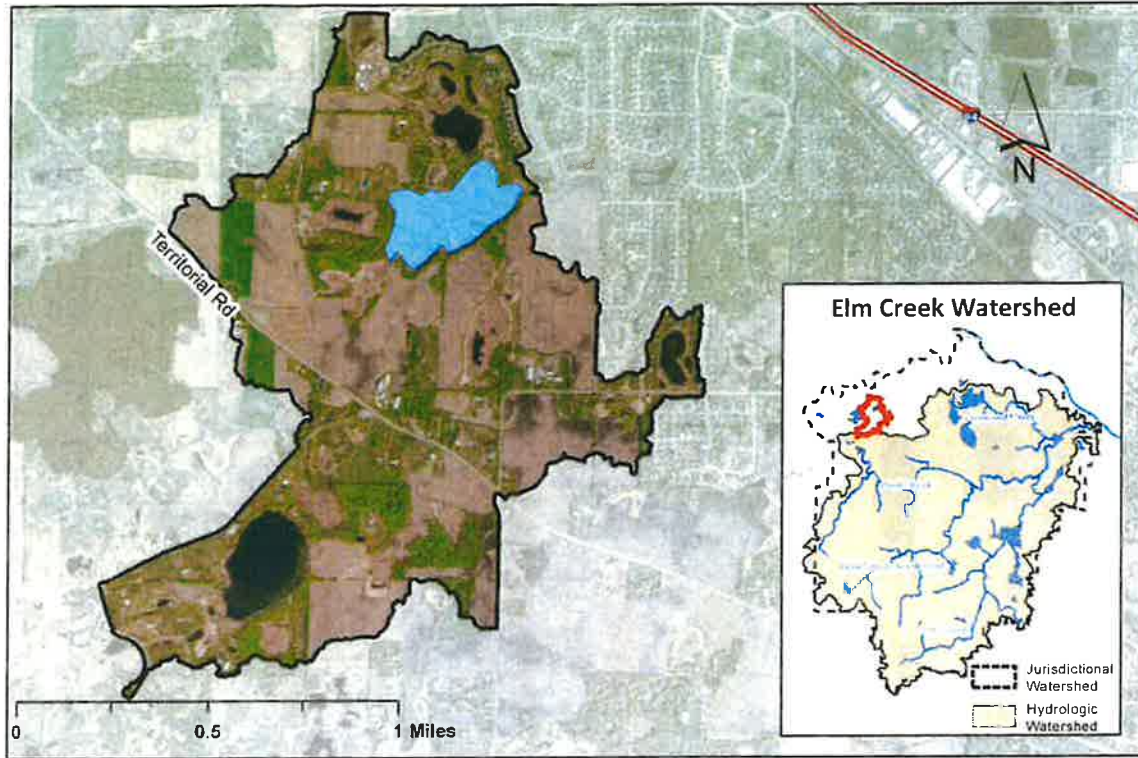 Territorial Rd
N
Elm Creek Watershed
Jurisdictional
Watershed
Hydrologic
Watershed
0 0.5 1 Miles